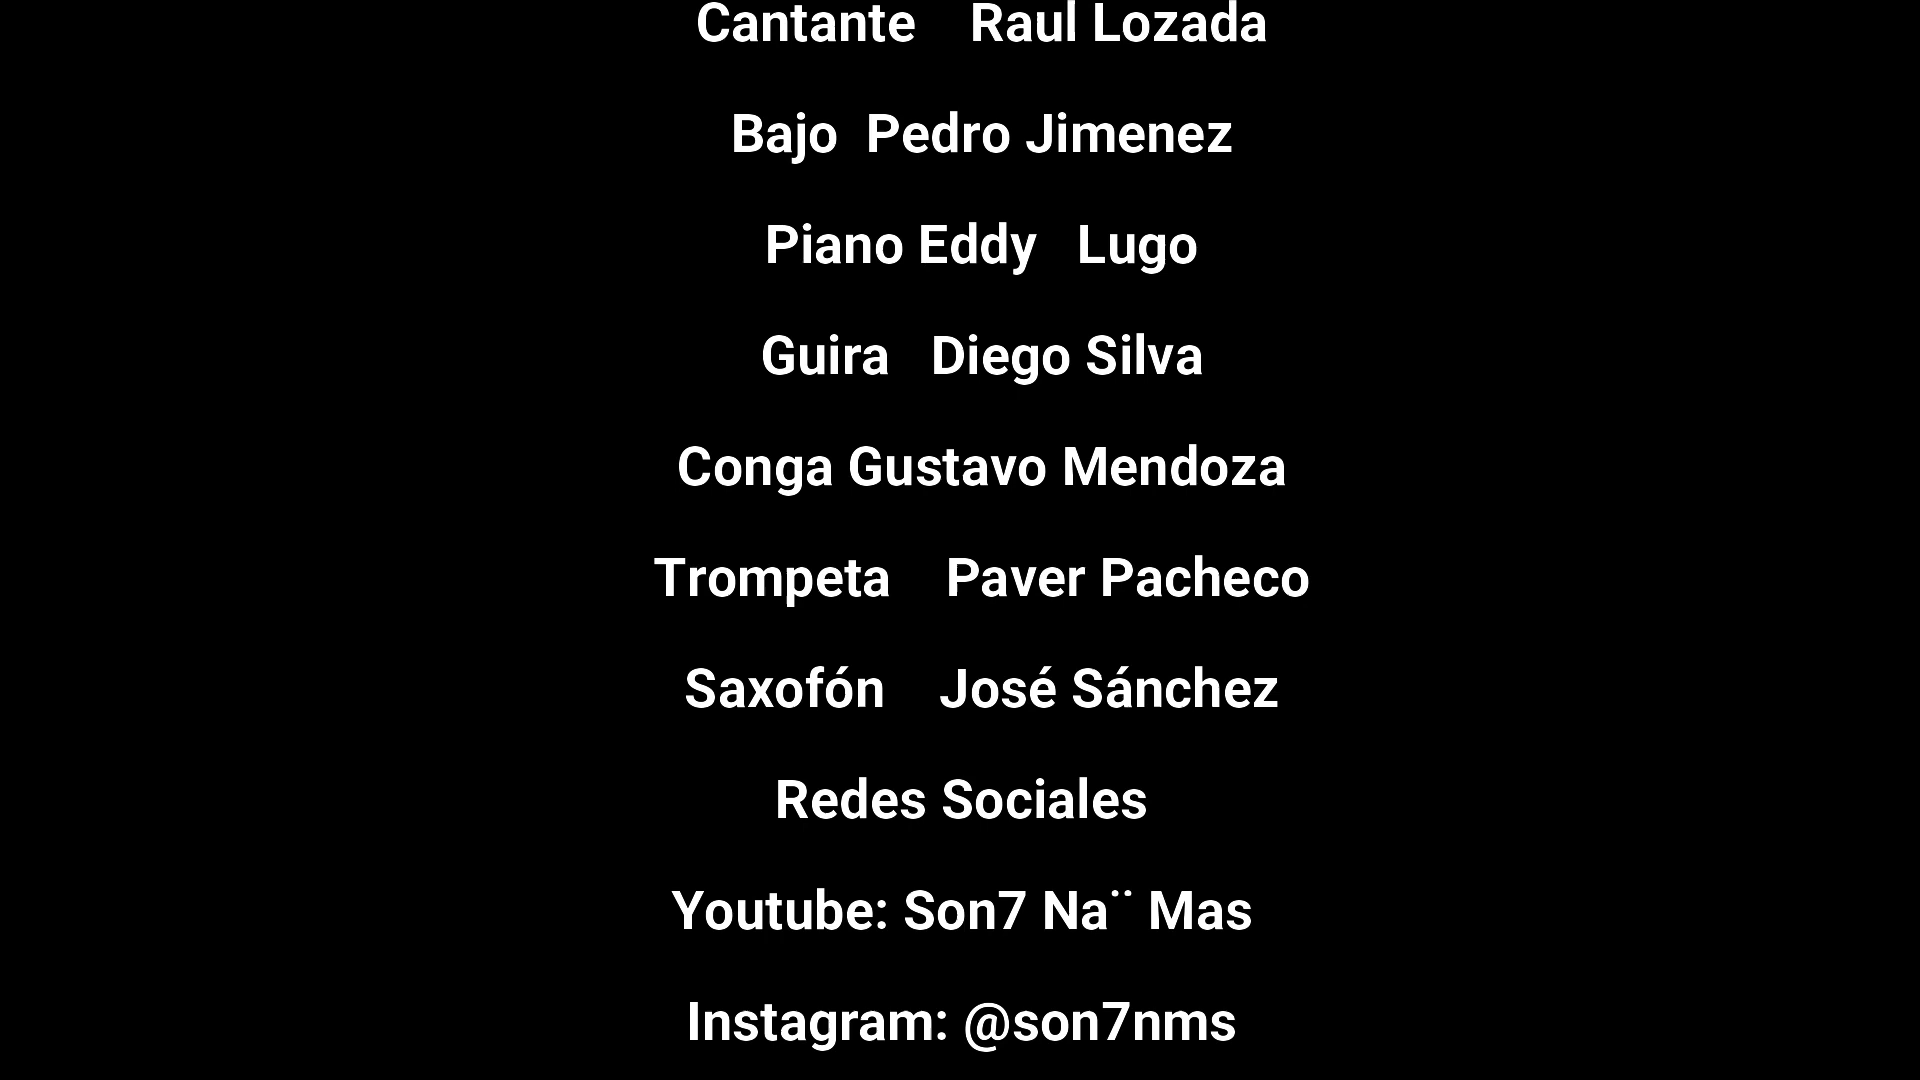 Cantante    Raul Lozada
Bajo  Pedro Jimenez
Piano Eddy   Lugo
Guira   Diego Silva
Conga Gustavo Mendoza
Trompeta    Paver Pacheco
Saxofón    José Sánchez
Redes Sociales
Youtube: Son7 Na¨ Mas
Instagram: @son7nms